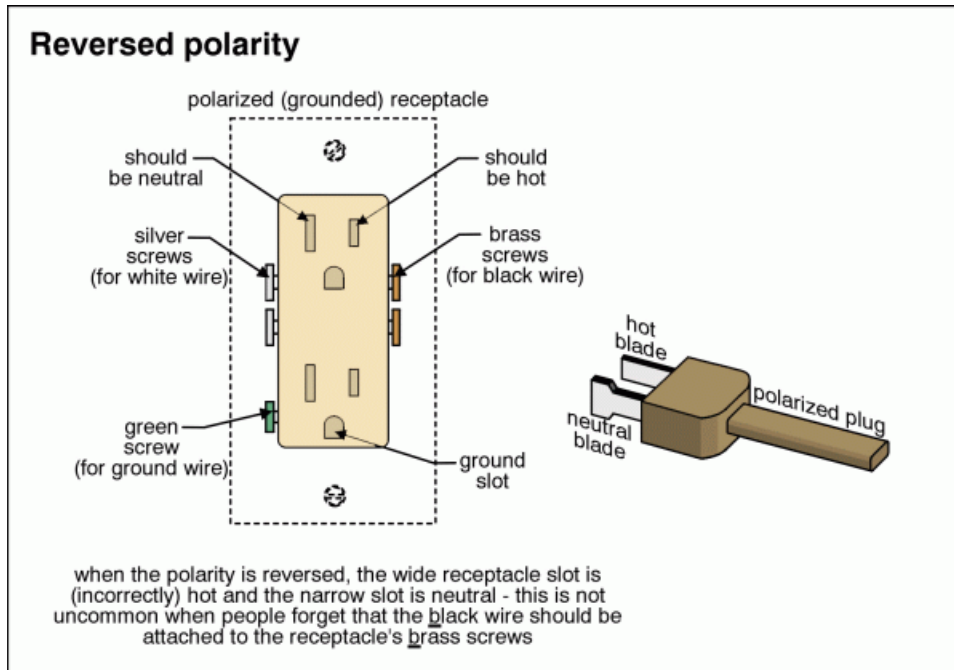 Reversed polarity
polarized (grounded) receptacle
should
be neutral
should
be hot
silver
screws
(for white wire)
brass
screws
(for black wire)
hot
blade
polarized plug
neutral
blade
green
screw
(for ground wire)
ground
slot
when the polarity is reversed, the wide receptacle slot is
(incorrectly) hot and the narrow slot is neutral - this is not
uncommon when people forget that the black wire should be
attached to the receptacle's brass screws